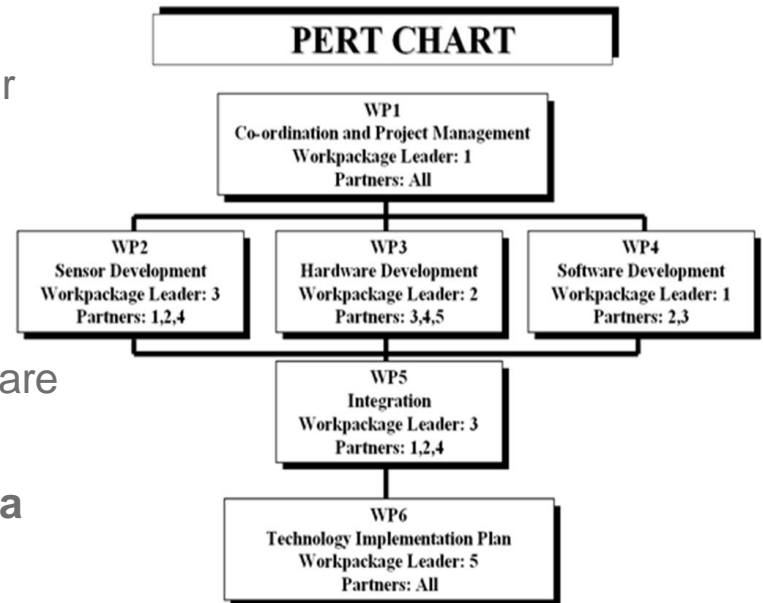 PERT CHART
r
WP1
Co-ordination and Project Management
Workpackage Leader: 1
Partners: All
WP2
Sensor Development
Workpackage Leader: 3
Partners: 1,2,4
WP3
Hardware Development
Workpackage Leader: 2
Partners: 3,4,5
WP4
Software Development
Workpackage Leader: 1
Partners: 2,3
are
WP5
Integration
Workpackage Leader: 3
Partners: 1,2,4
a
WP6
Technology Implementation Plan
Workpackage Leader: 5
Partners: All